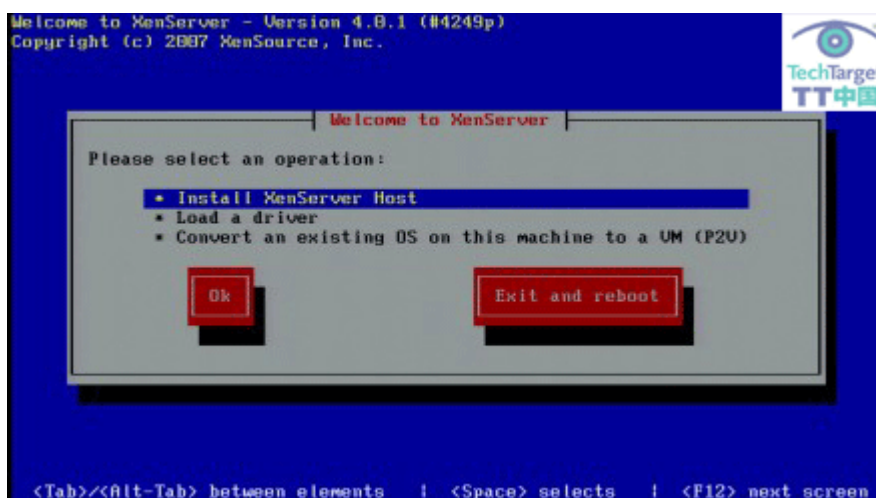 Welcome to XenServer - Version 4.0.1 (#4249p)
Copyright (c) 2007 XenSource, Inc.
TechTarge
TT中国
Welcome to XenServer
Please select an operation:
* Install XenServer Host
* Load a driver
* Convert an existing OS on this machine to a VM (P2V)
Ok
Exit and reboot
<Tab>/<Alt-Tab> between elements | <Space> selects | <F12> next screen